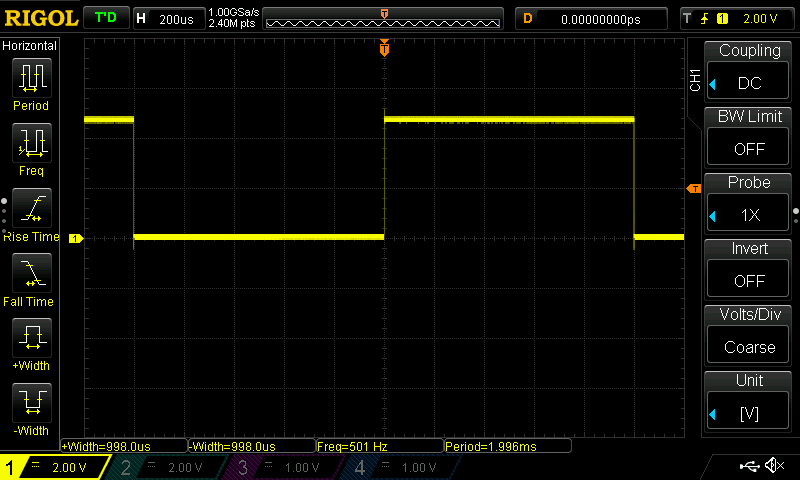 RIGOL T'D H 200us 1.00GSa/s D 0.00000000ps T 1 2.00 V
2.40M pts
T
Horizontal
Period
Freq
Rise Time
Fall Time
+Width
-Width
1
T
CH1
Coupling
DC
BW Limit
OFF
Probe
1X
Invert
OFF
Volts/Div
Coarse
Unit
[V]
+Width=998.0us -Width=998.0us Freq=501 Hz Period=1.996ms
1 2.00 V 2 2.00 V 3 1.00 V 4 1.00 V